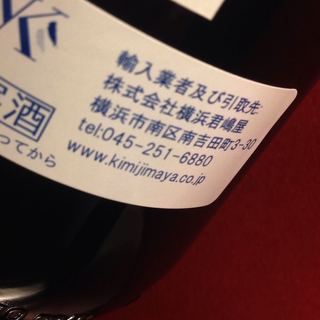 輸入業者及び引取先:
株式会社横浜君嶋屋
横浜市南区南吉田町3-30
tel:045-251-6880
www.kimijimaya.co.jp
酒
ってから